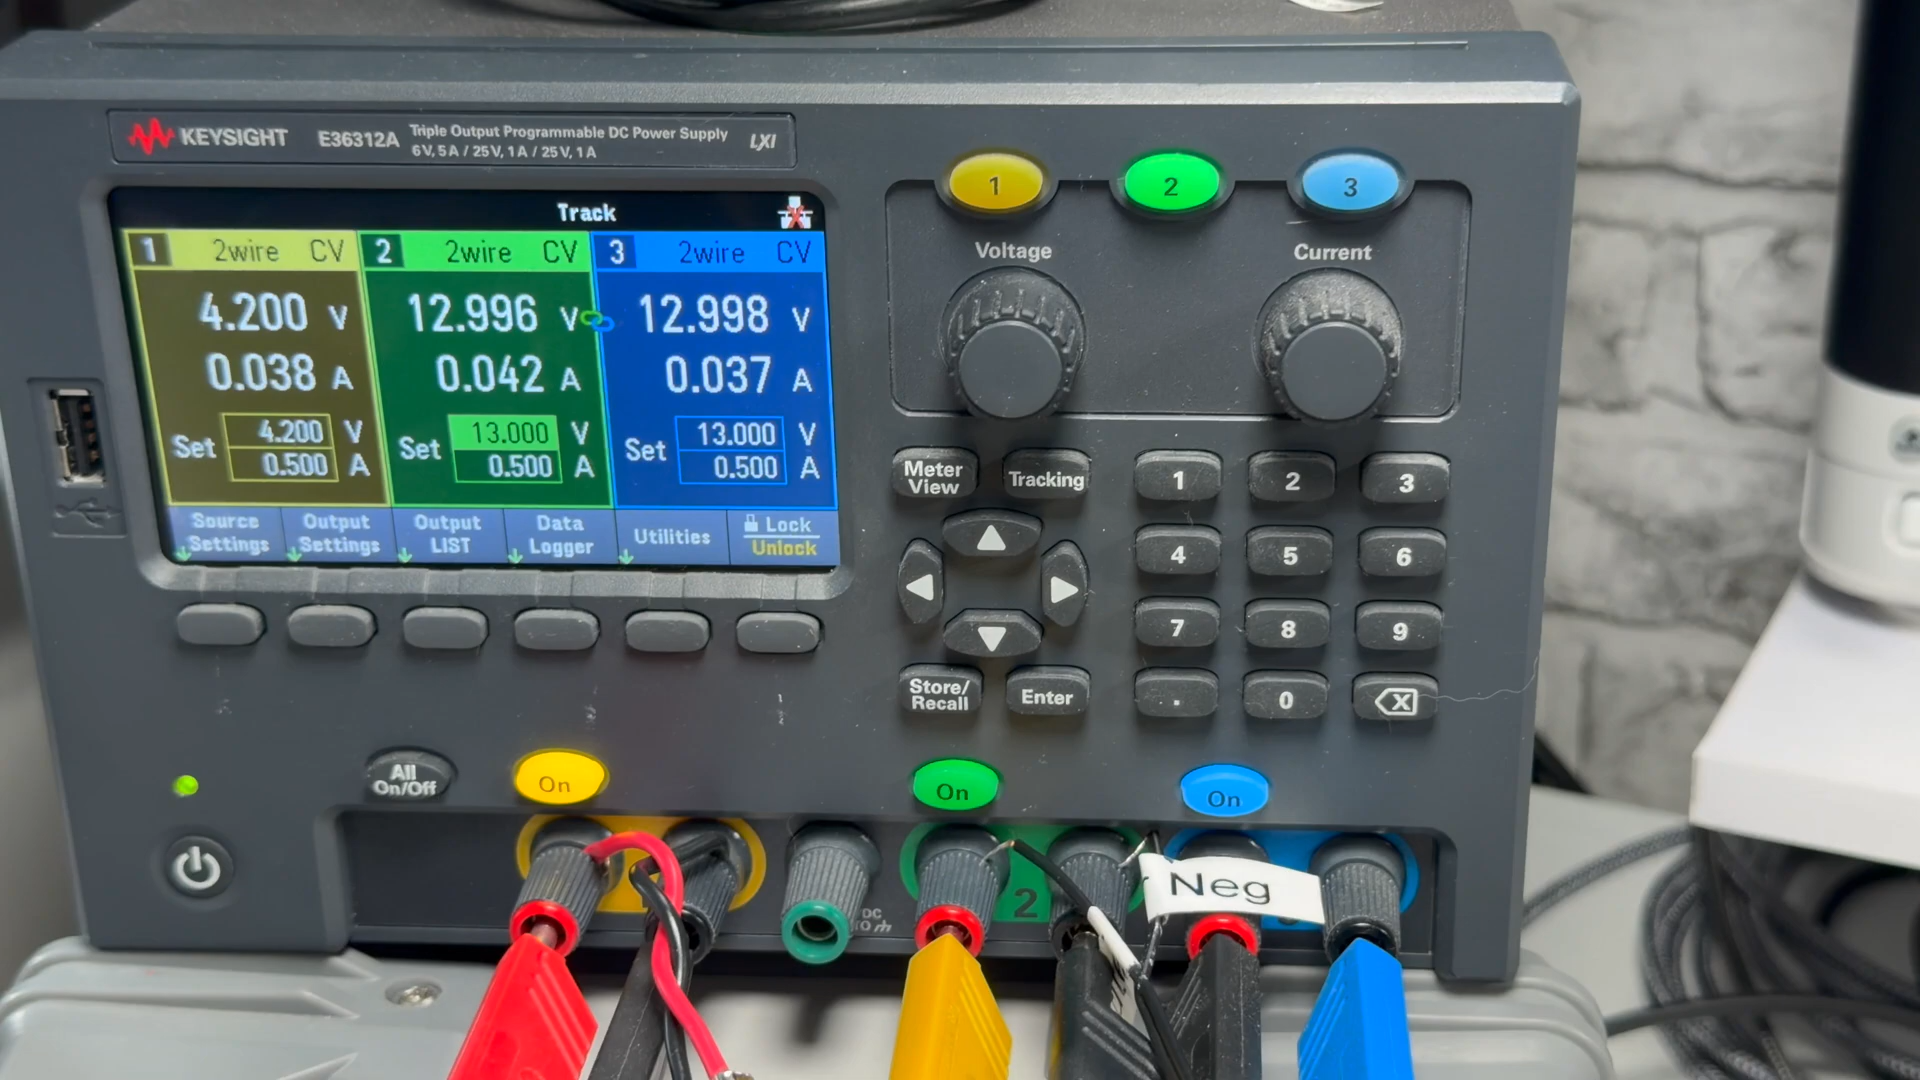 KEYSIGHT E36312A Triple Output Programmable DC Power Supply LXI
6V, 5A / 25V, 1A / 25V, 1A
1 2 3
Track
1 2wire CV 2 2wire CV 3 2wire CV
Voltage Current
4.200 V 12.996 V 12.998 V
0.038 A 0.042 A 0.037 A
Set 4.200 V Set 13.000 V Set 13.000 V
0.500 A 0.500 A 0.500 A
Source Settings
Output Settings
Output LIST
Data Logger
Utilities
Lock
Unlock
Meter View
Tracking
1 2 3
4 5 6
7 8 9
Store/
Recall
Enter
. 0 X
All
On/Off
On On On
2
Neg